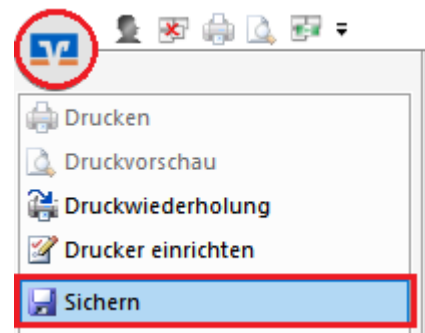 Drucken
Druckvorschau
Druckwiederholung
Drucker einrichten
Sichern